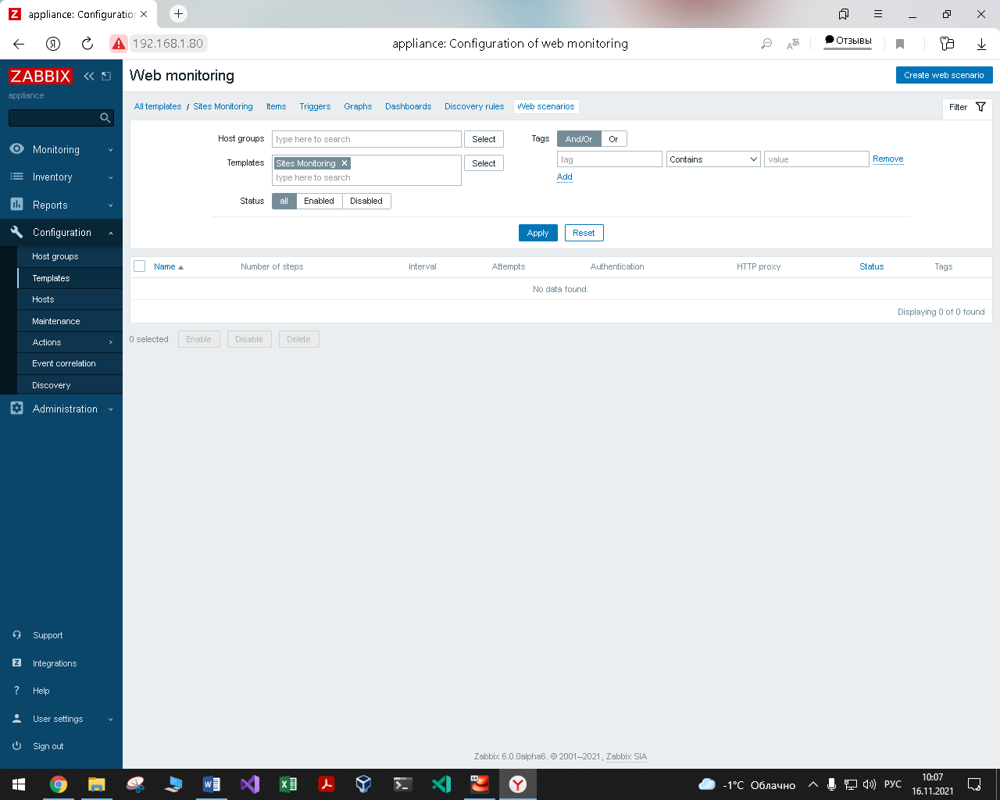 appliance: Configuration
192.168.1.80
appliance: Configuration of web monitoring
Отзывы
ZABBIX
appliance
Monitoring
Inventory
Reports
Configuration
Host groups
Templates
Hosts
Maintenance
Actions
Event correlation
Discovery
Administration
Support
Integrations
Help
User settings
Sign out
Web monitoring
Create web scenario
All templates / Sites Monitoring Items Triggers Graphs Dashboards Discovery rules Web scenarios
Filter
Host groups type here to search Select
Templates Sites Monitoring Select
type here to search
Status all Enabled Disabled
Tags And/Or Or
tag Contains value Remove
Add
Apply Reset
Name Number of steps Interval Attempts Authentication HTTP proxy Status Tags
No data found.
Displaying 0 of 0 found
0 selected Enable Disable Delete
Zabbix 6.0.0alpha6. © 2001–2021, Zabbix SIA
-1°C Облачно
РУС
10:07
16.11.2021